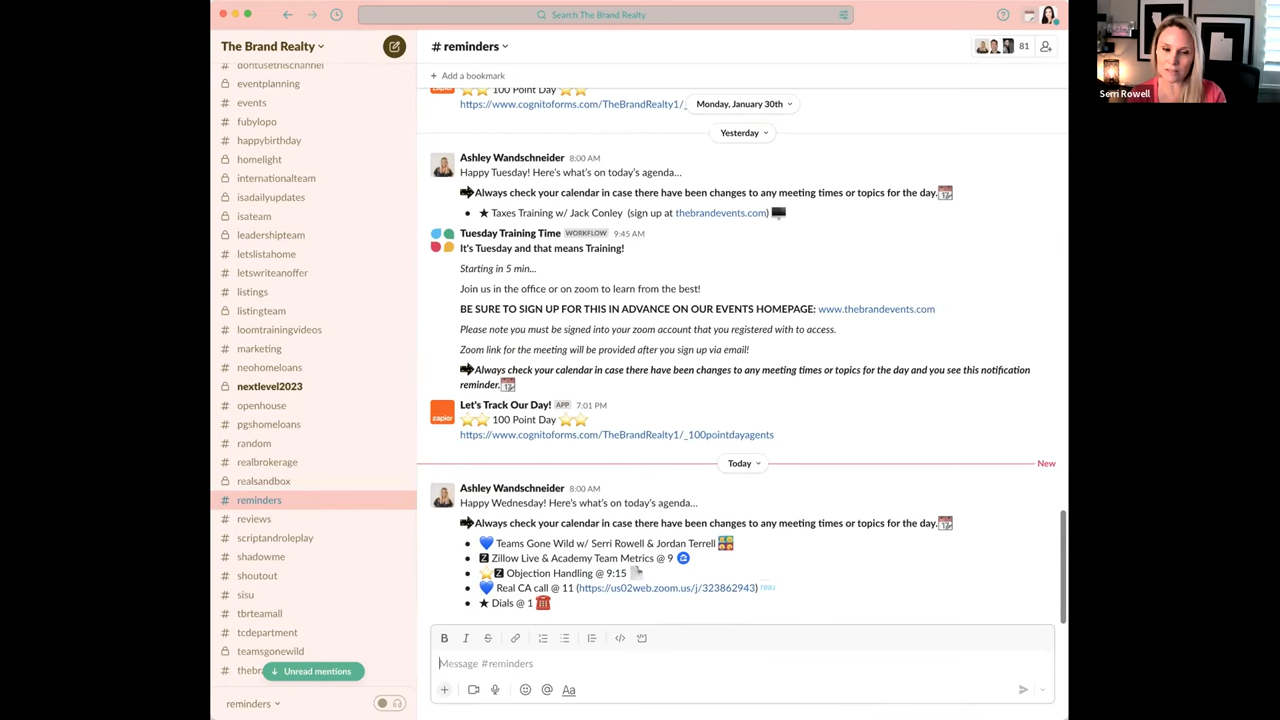 Search The Brand Realty
The Brand Realty
# reminders
81
Add a bookmark
dontusethischannel
eventplanning
# events
# fubylopo
# happybirthday
homelight
internationalteam
isadailyupdates
isateam
leadershipteam
# letslistahome
# letswriteanoffer
# listings
listingteam
# loomtrainingvideos
# marketing
# neohomeloans
nextlevel2023
# openhouse
# pgshomeloans
# random
# realbrokerage
realsandbox
# reminders
# reviews
# scriptandroleplay
# shadowme
# shoutout
# sisu
# tbrteamall
# tcdepartment
teamsgonewild
# thebra
Unread mentions
reminders
100 Point Day
https://www.cognitoforms.com/TheBrandRealty1/_
Monday, January 30th
Yesterday
Ashley Wandschneider 8:00 AM
Happy Tuesday! Here's what's on today's agenda...
Always check your calendar in case there have been changes to any meeting times or topics for the day.
• ★ Taxes Training w/ Jack Conley (sign up at thebrandevents.com)
Tuesday Training Time WORKFLOW 9:45 AM
It's Tuesday and that means Training!
Starting in 5 min...
Join us in the office or on zoom to learn from the best!
BE SURE TO SIGN UP FOR THIS IN ADVANCE ON OUR EVENTS HOMEPAGE: www.thebrandevents.com
Please note you must be signed into your zoom account that you registered with to access.
Zoom link for the meeting will be provided after you sign up via email!
Always check your calendar in case there have been changes to any meeting times or topics for the day and you see this notification
reminder.
zapier
Let's Track Our Day! APP 7:01 PM
100 Point Day
https://www.cognitoforms.com/TheBrandRealty1/_100pointdayagents
Today
New
Ashley Wandschneider 8:00 AM
Happy Wednesday! Here's what's on today's agenda...
Always check your calendar in case there have been changes to any meeting times or topics for the day.
• Teams Gone Wild w/ Serri Rowell & Jordan Terrell
• Z Zillow Live & Academy Team Metrics @ 9
• Z Objection Handling @ 9:15
• Real CA call @ 11 (https://us02web.zoom.us/j/323862943) real
• ★ Dials @ 1
B I S
Message #reminders
Aa
Serri Rowell